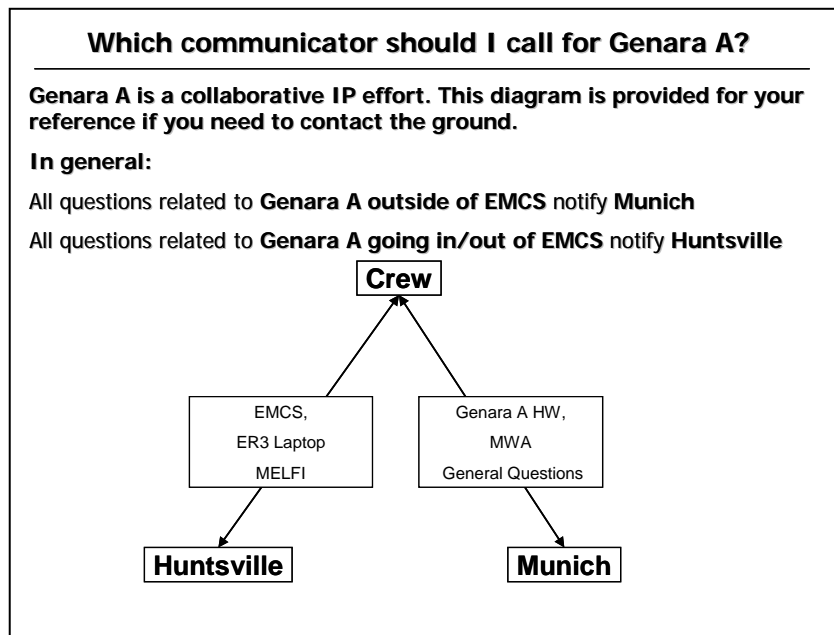 Which communicator should I call for Genara A?
Genara A is a collaborative IP effort. This diagram is provided for your
reference if you need to contact the ground.
In general:
All questions related to Genara A outside of EMCS notify Munich
All questions related to Genara A going in/out of EMCS notify Huntsville
Crew
EMCS,
ER3 Laptop
MELFI
Genara A HW,
MWA
General Questions
Huntsville
Munich